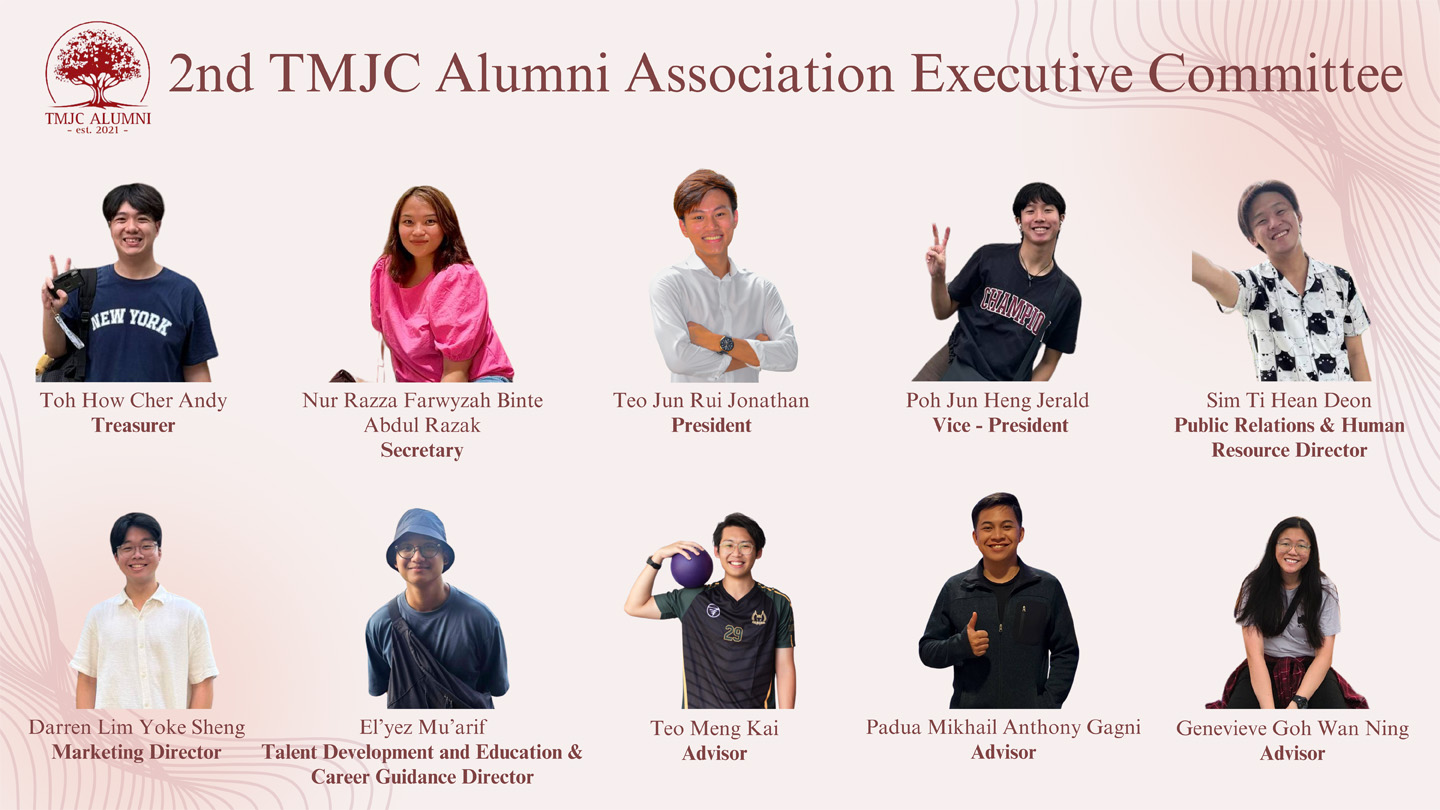 2nd TMJC Alumni Association Executive Committee
TMJC ALUMNI
- est. 2021 -
NEW YORK
CHAMPIO
Toh How Cher Andy
Treasurer
Nur Razza Farwyzah Binte
Abdul Razak
Secretary
Teo Jun Rui Jonathan
President
Poh Jun Heng Jerald
Vice - President
Sim Ti Hean Deon
Public Relations & Human
Resource Director
29
Darren Lim Yoke Sheng
Marketing Director
El’yez Mu’arif
Talent Development and Education &
Career Guidance Director
Teo Meng Kai
Advisor
Padua Mikhail Anthony Gagni
Advisor
Genevieve Goh Wan Ning
Advisor